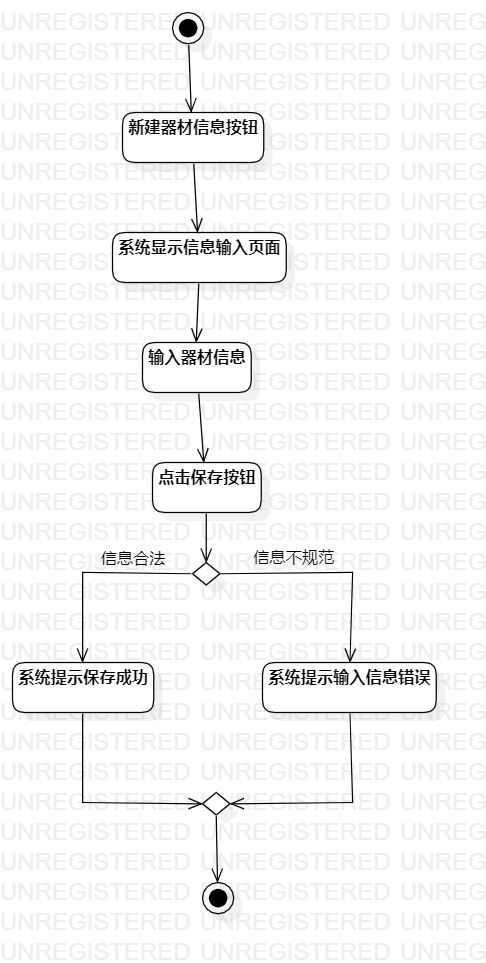 新建器材信息按钮
系统显示信息输入页面
输入器材信息
点击保存按钮
信息合法
信息不规范
系统提示保存成功
系统提示输入信息错误